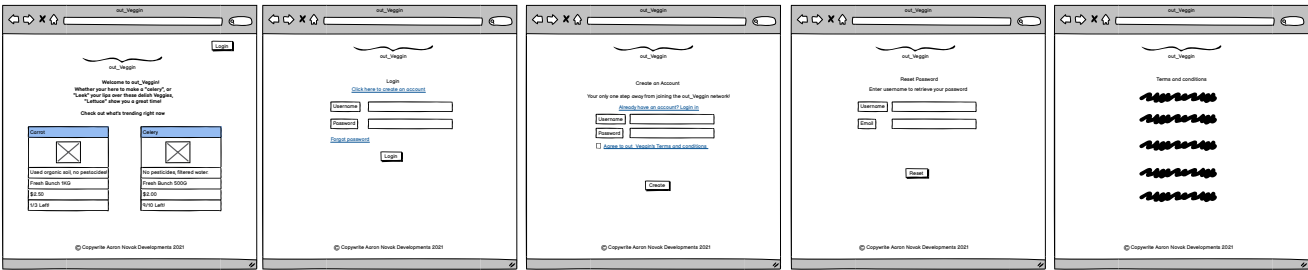 out_Veggin
Login
out_Veggin
Welcome to out_Veggin!
Whether your here to make a "celery", or
"Leek" your lips over these delish Veggies,
"Lettuce" show you a great time!
Check out what's trending right now
Carrot
Used organic soil, no pestocides!
Fresh Bunch 1KG
$2.50
1/3 Left!
Celery
No pesticides, filtered water.
Fresh Bunch 500G
$2.00
9/10 Left!
© Copywrite Aaron Novak Developments 2021
out_Veggin
out_Veggin
Login
Click here to create an account
Username
Password
Forgot password
Login
© Copywrite Aaron Novak Developments 2021
out_Veggin
out_Veggin
Create an Account
Your only one step away from joining the out_Veggin network!
Already have an account? Login in
Username
Password
Agree to out_Veggin's Terms and conditions.
Create
© Copywrite Aaron Novak Developments 2021
out_Veggin
out_Veggin
Reset Password
Enter username to retrieve your password
Username
Email
Reset
© Copywrite Aaron Novak Developments 2021
out_Veggin
out_Veggin
Terms and conditions
© Copywrite Aaron Novak Developments 2021